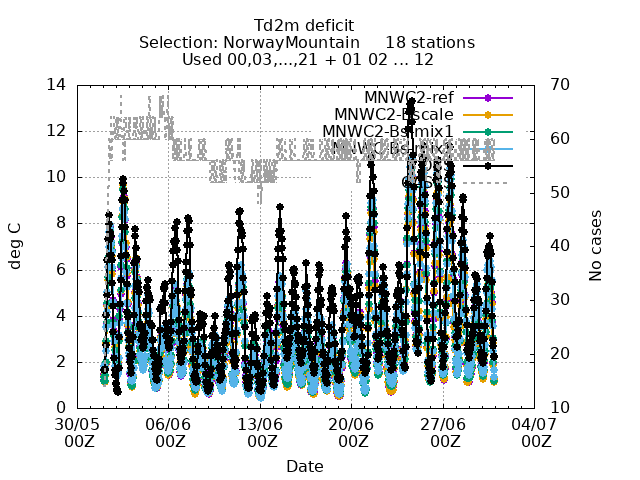 Td2m deficit
Selection: NorwayMountain     18 stations
Used 00,03,...,21 + 01 02 ... 12
14
12
10
8
6
4
2
0
deg C
70
60
50
40
30
20
10
No cases
MNWC2-ref
MNWC2-Bscale
MNWC2-Bsimix1
30/05 00Z
06/06 00Z
13/06 00Z
20/06 00Z
27/06 00Z
04/07 00Z
Date